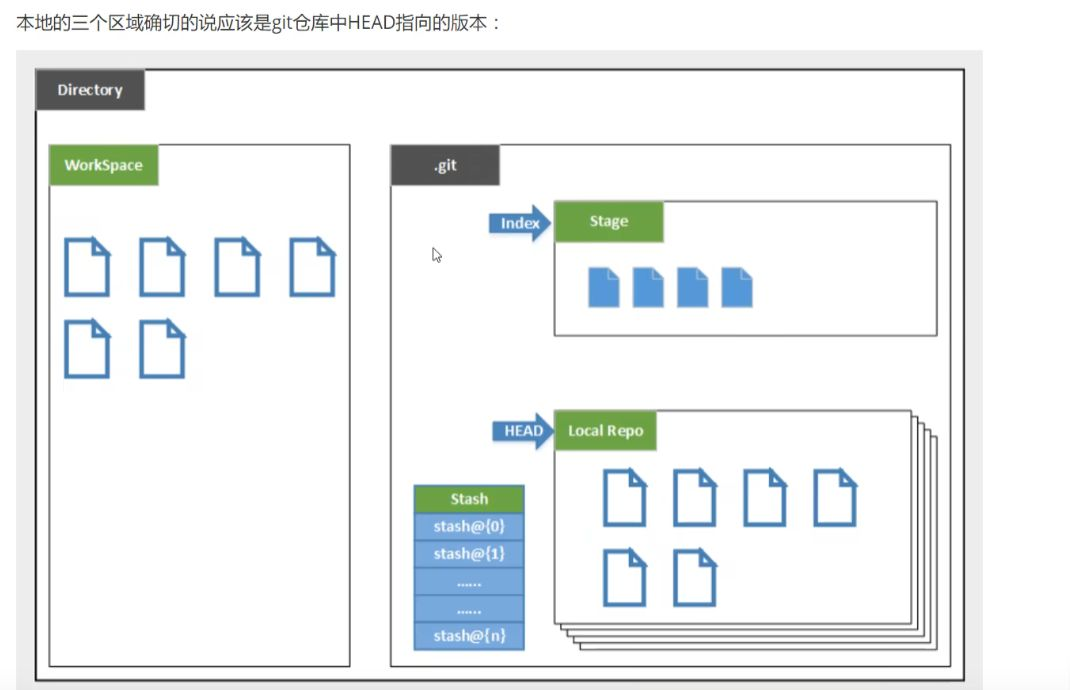 本地的三个区域确切的说应该是git仓库中HEAD指向的版本：
Directory
WorkSpace
.git
Index
Stage
HEAD
Local Repo
Stash
stash@{0}
stash@{1}
......
......
stash@{n}